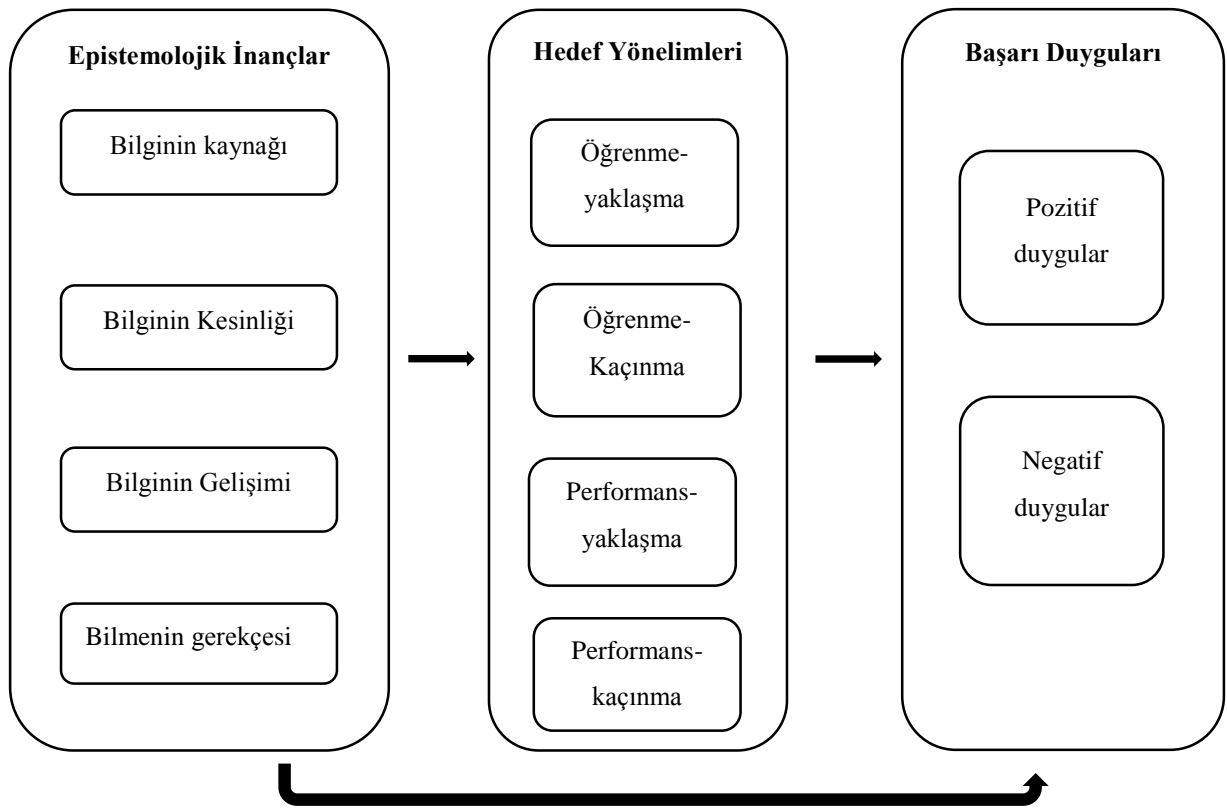 Epistemolojik İnançlar
Bilginin kaynağı
Bilginin Kesinliği
Bilginin Gelişimi
Bilmenin gerekçesi
Hedef Yönelimleri
Öğrenme-
yaklaşma
Öğrenme-
Kaçınma
Performans-
yaklaşma
Performans-
kaçınma
Başarı Duyguları
Pozitif
duygular
Negatif
duygular